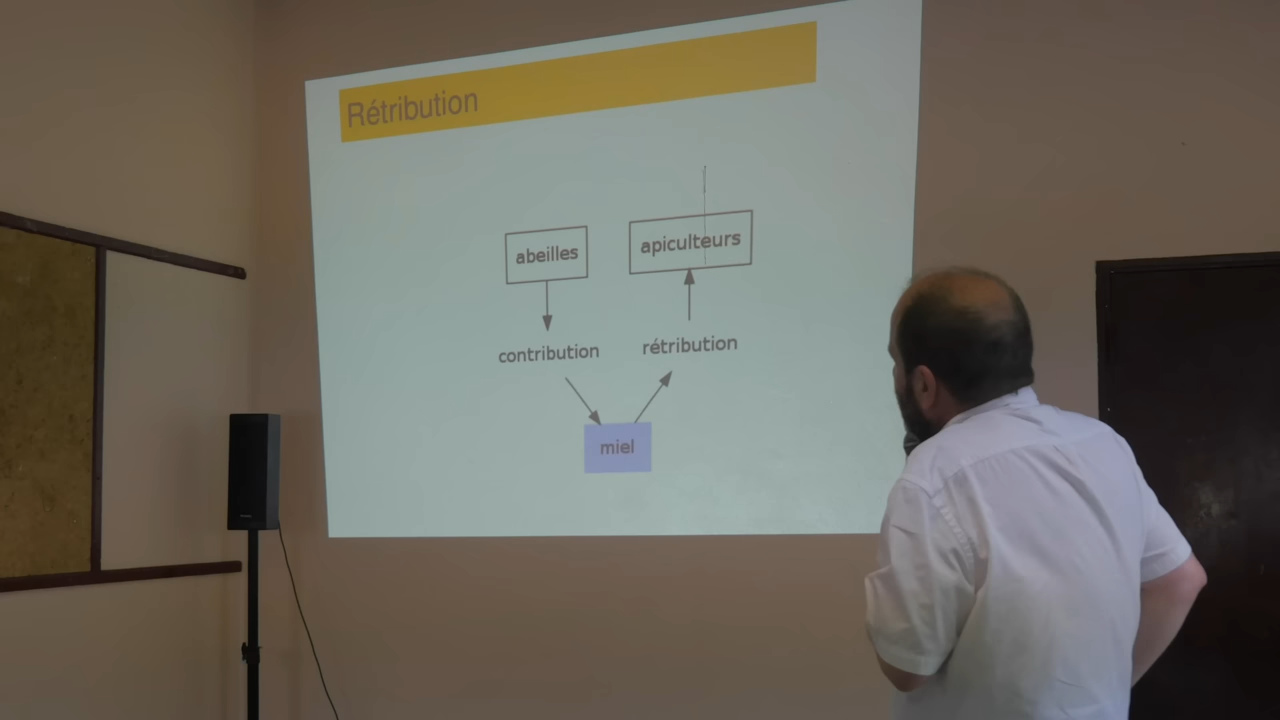 Rétribution
abeilles
apiculteurs
contribution
rétribution
miel